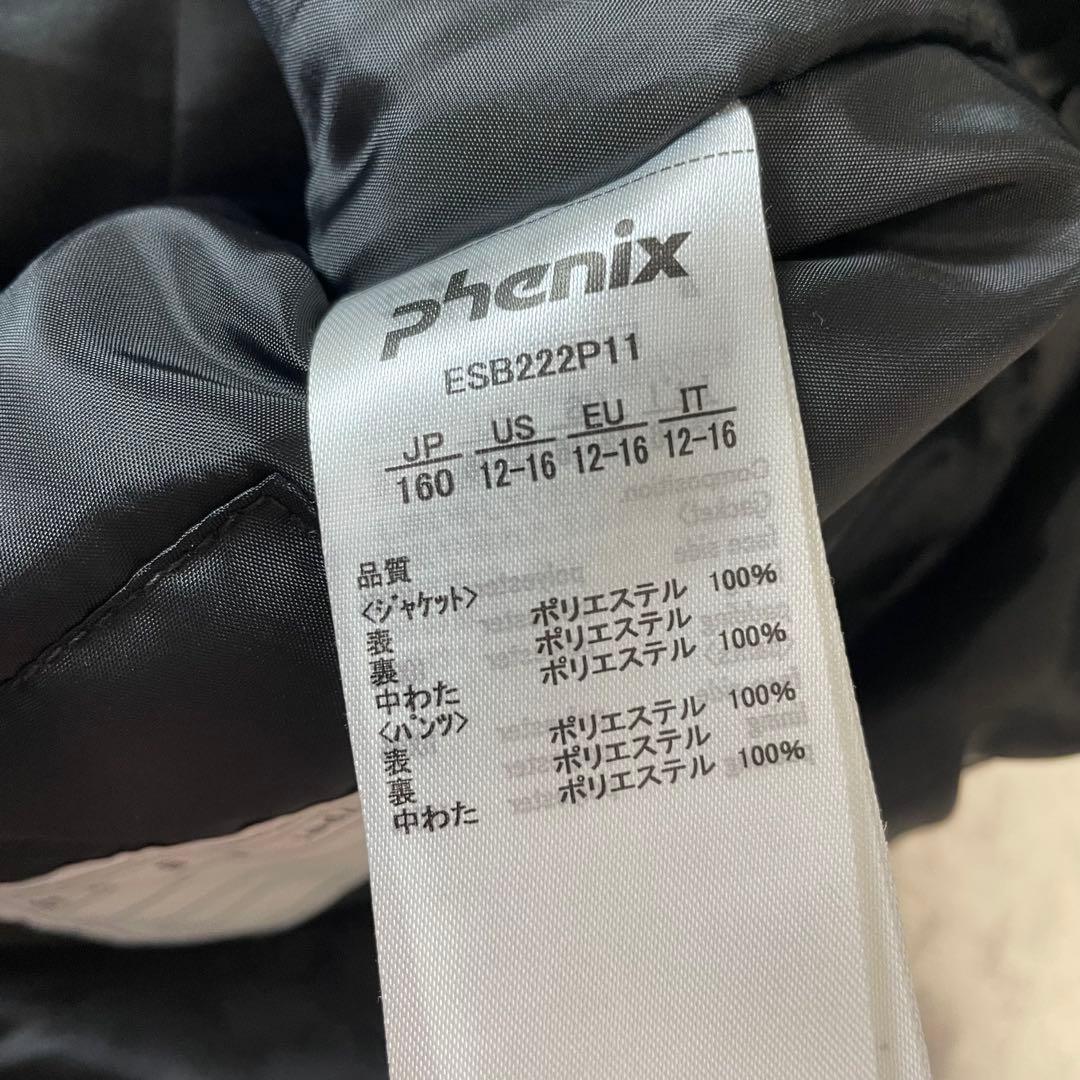 phenix
ESB222P11
JP US EU IT
160 12-16 12-16 12-16
品質
<ジャケット>
表 ポリエステル 100%
裏 ポリエステル
中わた ポリエステル 100%
<パンツ>
表 ポリエステル 100%
裏 ポリエステル
中わた ポリエステル 100%